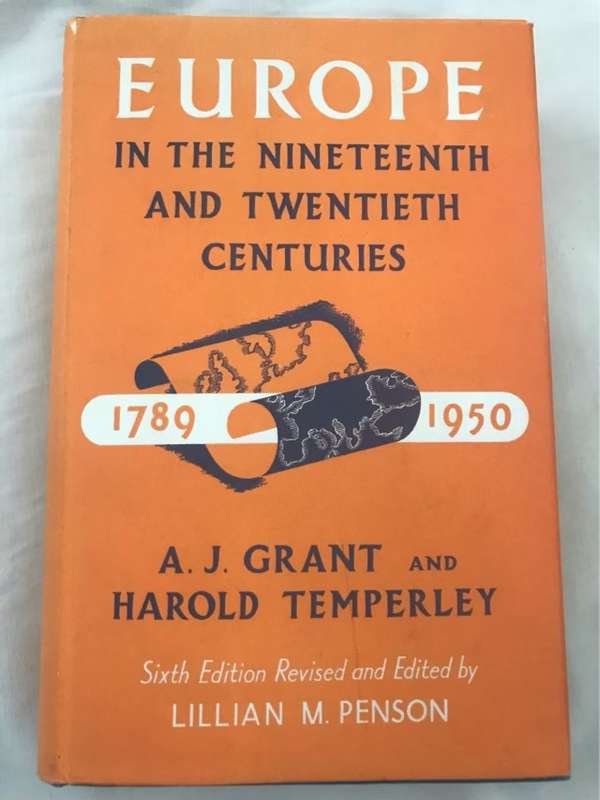 EUROPE
IN THE NINETEENTH
AND TWENTIETH
CENTURIES
1789 1950
A. J. GRANT AND
HAROLD TEMPERLEY
Sixth Edition Revised and Edited by
LILLIAN M. PENSON